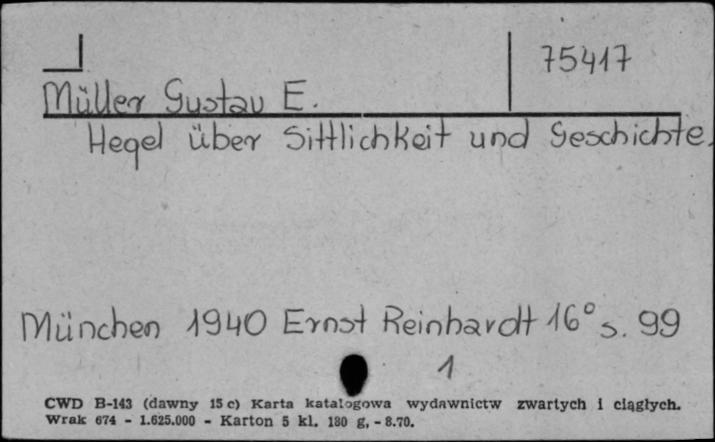 75417
Müller Gustav E.
Hegel über Sittlichkeit und Geschichte.
München 1940 Ernst Reinhardt 16° s. 99
1
CWD B-143 (dawny 15 c) Karta katalogowa wydawnictw zwartych i ciągłych.
Wrak 674 - 1.625.000 - Karton 5 kl. 180 g, - 8.70.